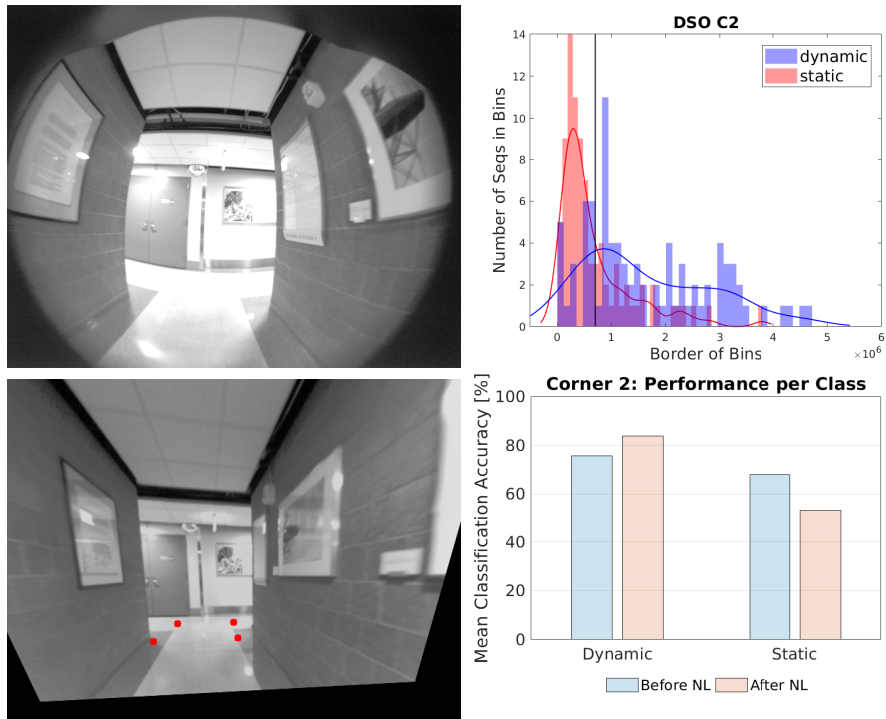 DSO C2
dynamic
static
Number of Seqs in Bins
14
12
10
8
6
4
2
0
0 1 2 3 4 5 6
×10⁶
Border of Bins
Corner 2: Performance per Class
Mean Classification Accuracy [%]
100
80
60
40
20
0
Dynamic Static
Before NL After NL